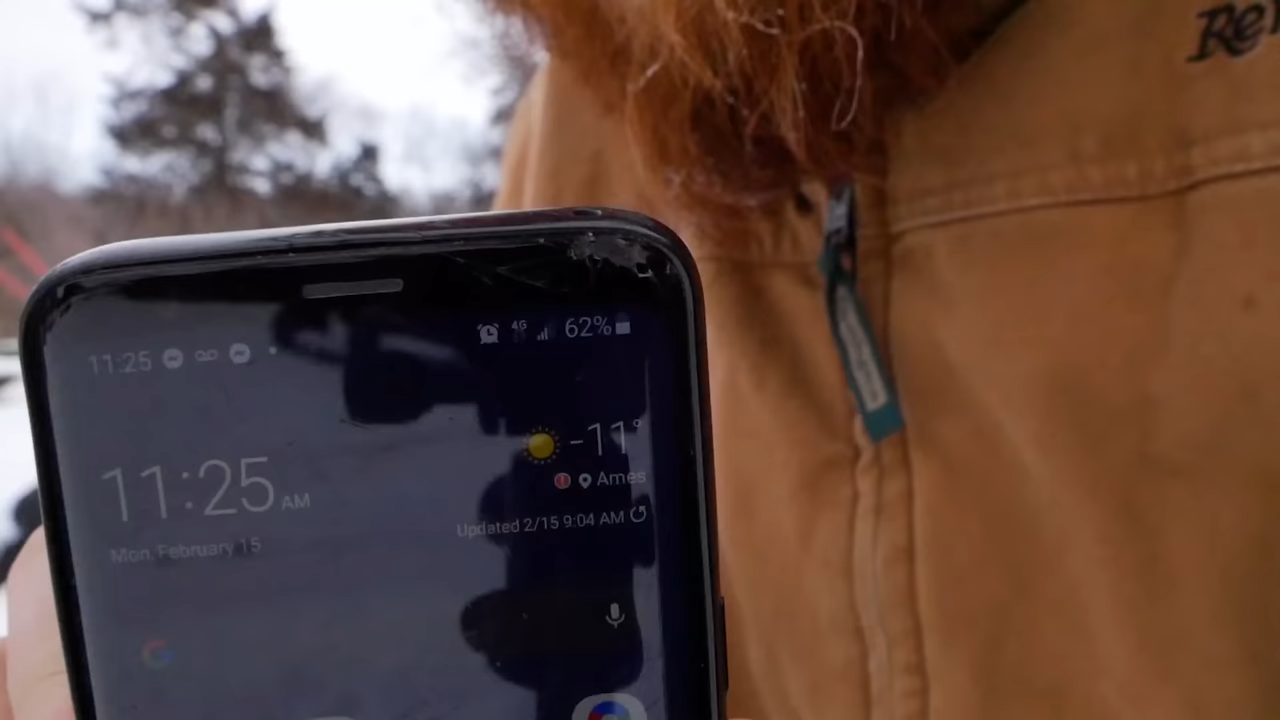 11:25
4G 62%
-11°
Ames
Updated 2/15 9:04 AM
11:25 AM
Mon, February 15
G